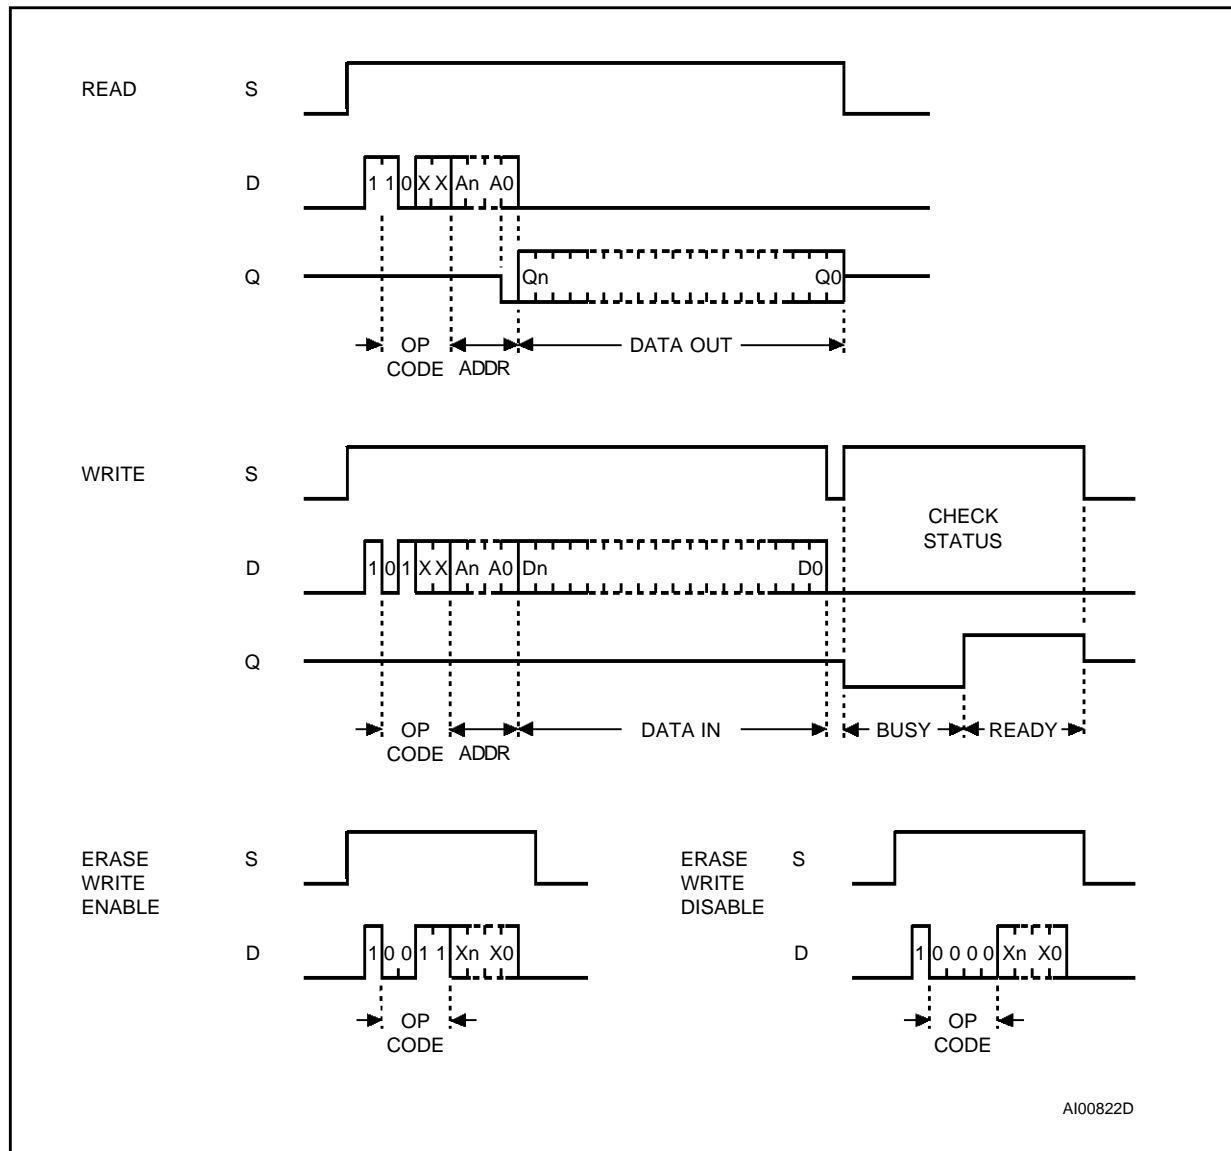 READ S
D 1 1 0 X X An A0
Q Qn Q0
OP CODE ADDR DATA OUT
WRITE S
CHECK STATUS
D 1 0 1 X X An A0 Dn D0
Q
OP CODE ADDR DATA IN BUSY READY
ERASE WRITE ENABLE S
D 1 0 0 1 1 Xn X0
OP CODE
ERASE WRITE DISABLE S
D 1 0 0 0 0 Xn X0
OP CODE
AI00822D